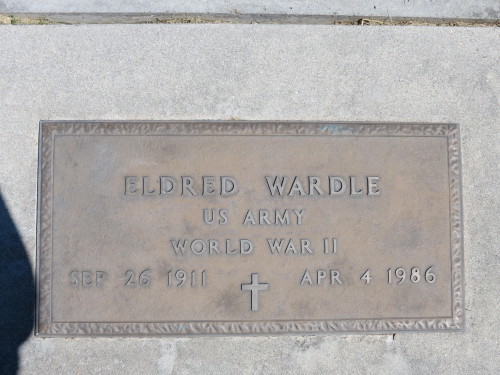 ELDRED WARDLE
US ARMY
WORLD WAR II
SEP 26 1911 APR 4 1986